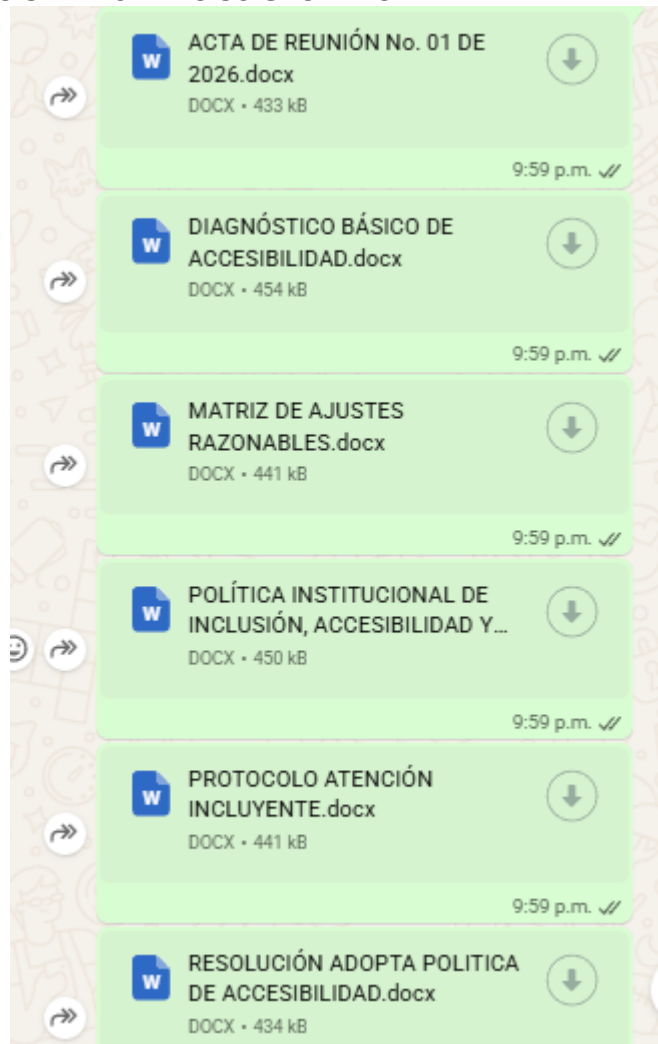 ACTA DE REUNIÓN No. 01 DE
2026.docx
DOCX • 433 kB
9:59 p.m.
W
DIAGNÓSTICO BÁSICO DE
ACCESIBILIDAD.docx
DOCX • 454 kB
9:59 p.m.
W
MATRIZ DE AJUSTES
RAZONABLES.docx
DOCX • 441 kB
9:59 p.m.
W
POLÍTICA INSTITUCIONAL DE
INCLUSIÓN, ACCESIBILIDAD Y...
DOCX • 450 kB
9:59 p.m.
W
PROTOCOLO ATENCIÓN
INCLUYENTE.docx
DOCX • 441 kB
9:59 p.m.
W
RESOLUCIÓN ADOPTA POLITICA
DE ACCESIBILIDAD.docx
DOCX • 434 kB
W